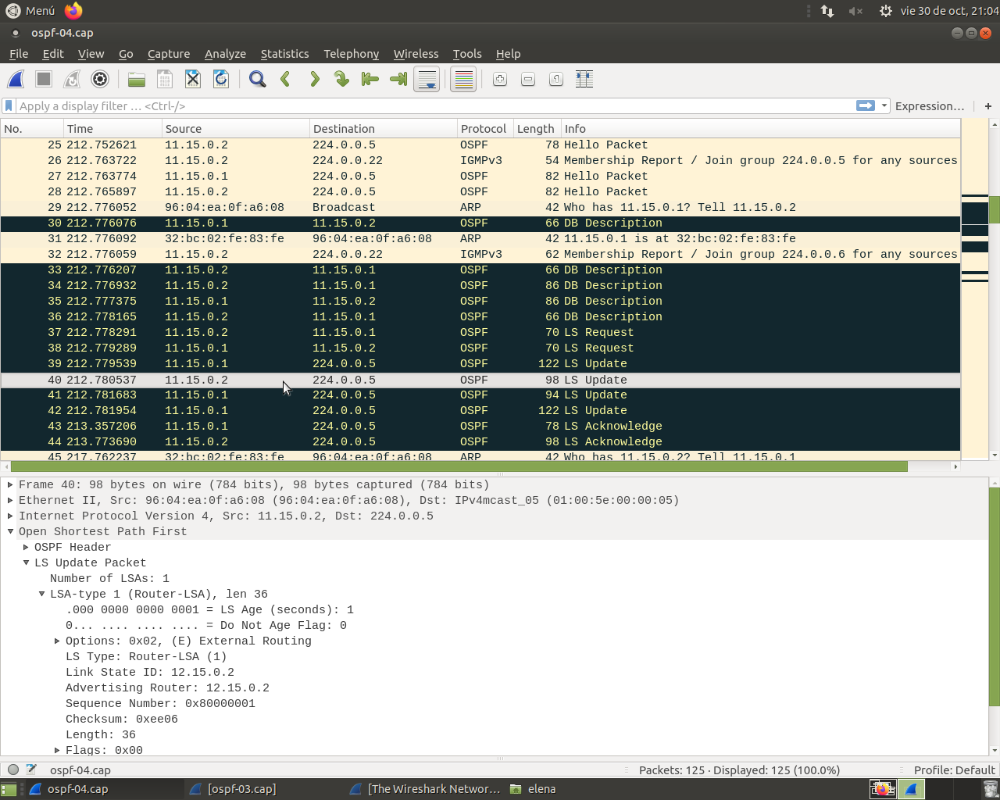 Menú vie 30 de oct, 21:04
ospf-04.cap
File Edit View Go Capture Analyze Statistics Telephony Wireless Tools Help
Apply a display filter … <Ctrl-/> Expression… +
No. Time Source Destination Protocol Length Info
25 212.752621 11.15.0.2 224.0.0.5 OSPF 78 Hello Packet
26 212.763722 11.15.0.2 224.0.0.22 IGMPv3 54 Membership Report / Join group 224.0.0.5 for any sources
27 212.763774 11.15.0.1 224.0.0.5 OSPF 82 Hello Packet
28 212.765897 11.15.0.2 224.0.0.5 OSPF 82 Hello Packet
29 212.776052 96:04:ea:0f:a6:08 Broadcast ARP 42 Who has 11.15.0.1? Tell 11.15.0.2
30 212.776076 11.15.0.1 11.15.0.2 OSPF 66 DB Description
31 212.776092 32:bc:02:fe:83:fe 96:04:ea:0f:a6:08 ARP 42 11.15.0.1 is at 32:bc:02:fe:83:fe
32 212.776059 11.15.0.2 224.0.0.22 IGMPv3 62 Membership Report / Join group 224.0.0.6 for any sources
33 212.776207 11.15.0.2 11.15.0.1 OSPF 66 DB Description
34 212.776932 11.15.0.2 11.15.0.1 OSPF 86 DB Description
35 212.777375 11.15.0.1 11.15.0.2 OSPF 86 DB Description
36 212.778165 11.15.0.2 11.15.0.1 OSPF 66 DB Description
37 212.778291 11.15.0.2 11.15.0.1 OSPF 70 LS Request
38 212.779289 11.15.0.1 11.15.0.2 OSPF 70 LS Request
39 212.779539 11.15.0.1 224.0.0.5 OSPF 122 LS Update
40 212.780537 11.15.0.2 224.0.0.5 OSPF 98 LS Update
41 212.781683 11.15.0.1 224.0.0.5 OSPF 94 LS Update
42 212.781954 11.15.0.1 224.0.0.5 OSPF 122 LS Update
43 213.357206 11.15.0.1 224.0.0.5 OSPF 78 LS Acknowledge
44 213.773690 11.15.0.2 224.0.0.5 OSPF 98 LS Acknowledge
45 217.762237 32:bc:02:fe:83:fe 96:04:ea:0f:a6:08 ARP 42 Who has 11.15.0.2? Tell 11.15.0.1
Frame 40: 98 bytes on wire (784 bits), 98 bytes captured (784 bits)
Ethernet II, Src: 96:04:ea:0f:a6:08 (96:04:ea:0f:a6:08), Dst: IPv4mcast_05 (01:00:5e:00:00:05)
Internet Protocol Version 4, Src: 11.15.0.2, Dst: 224.0.0.5
Open Shortest Path First
OSPF Header
LS Update Packet
Number of LSAs: 1
LSA-type 1 (Router-LSA), len 36
.000 0000 0000 0001 = LS Age (seconds): 1
0... .... .... .... = Do Not Age Flag: 0
Options: 0x02, (E) External Routing
LS Type: Router-LSA (1)
Link State ID: 12.15.0.2
Advertising Router: 12.15.0.2
Sequence Number: 0x80000001
Checksum: 0xee06
Length: 36
Flags: 0x00
ospf-04.cap Packets: 125 · Displayed: 125 (100.0%) Profile: Default
ospf-04.cap [ospf-03.cap] [The Wireshark Networ… elena